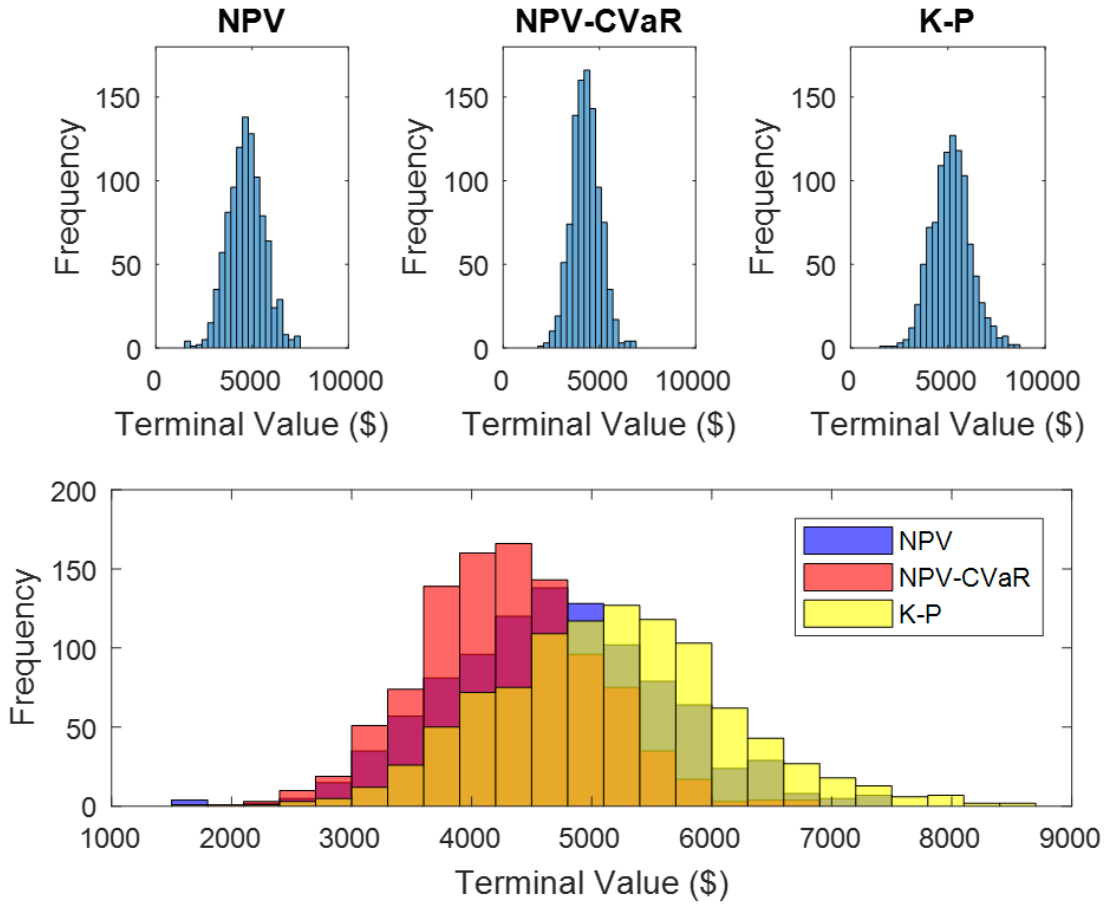 NPV
NPV-CVaR
K-P
Frequency
150
100
50
0
0 5000 10000
Terminal Value ($)
Frequency
150
100
50
0
0 5000 10000
Terminal Value ($)
Frequency
150
100
50
0
0 5000 10000
Terminal Value ($)
Frequency
200
150
100
50
0
1000 2000 3000 4000 5000 6000 7000 8000 9000
Terminal Value ($)
NPV
NPV-CVaR
K-P